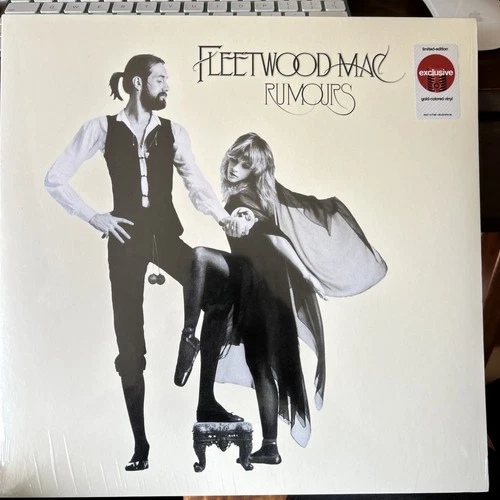 FLEETWOOD MAC
RUMOURS
limited-edition
exclusive
gold-colored vinyl